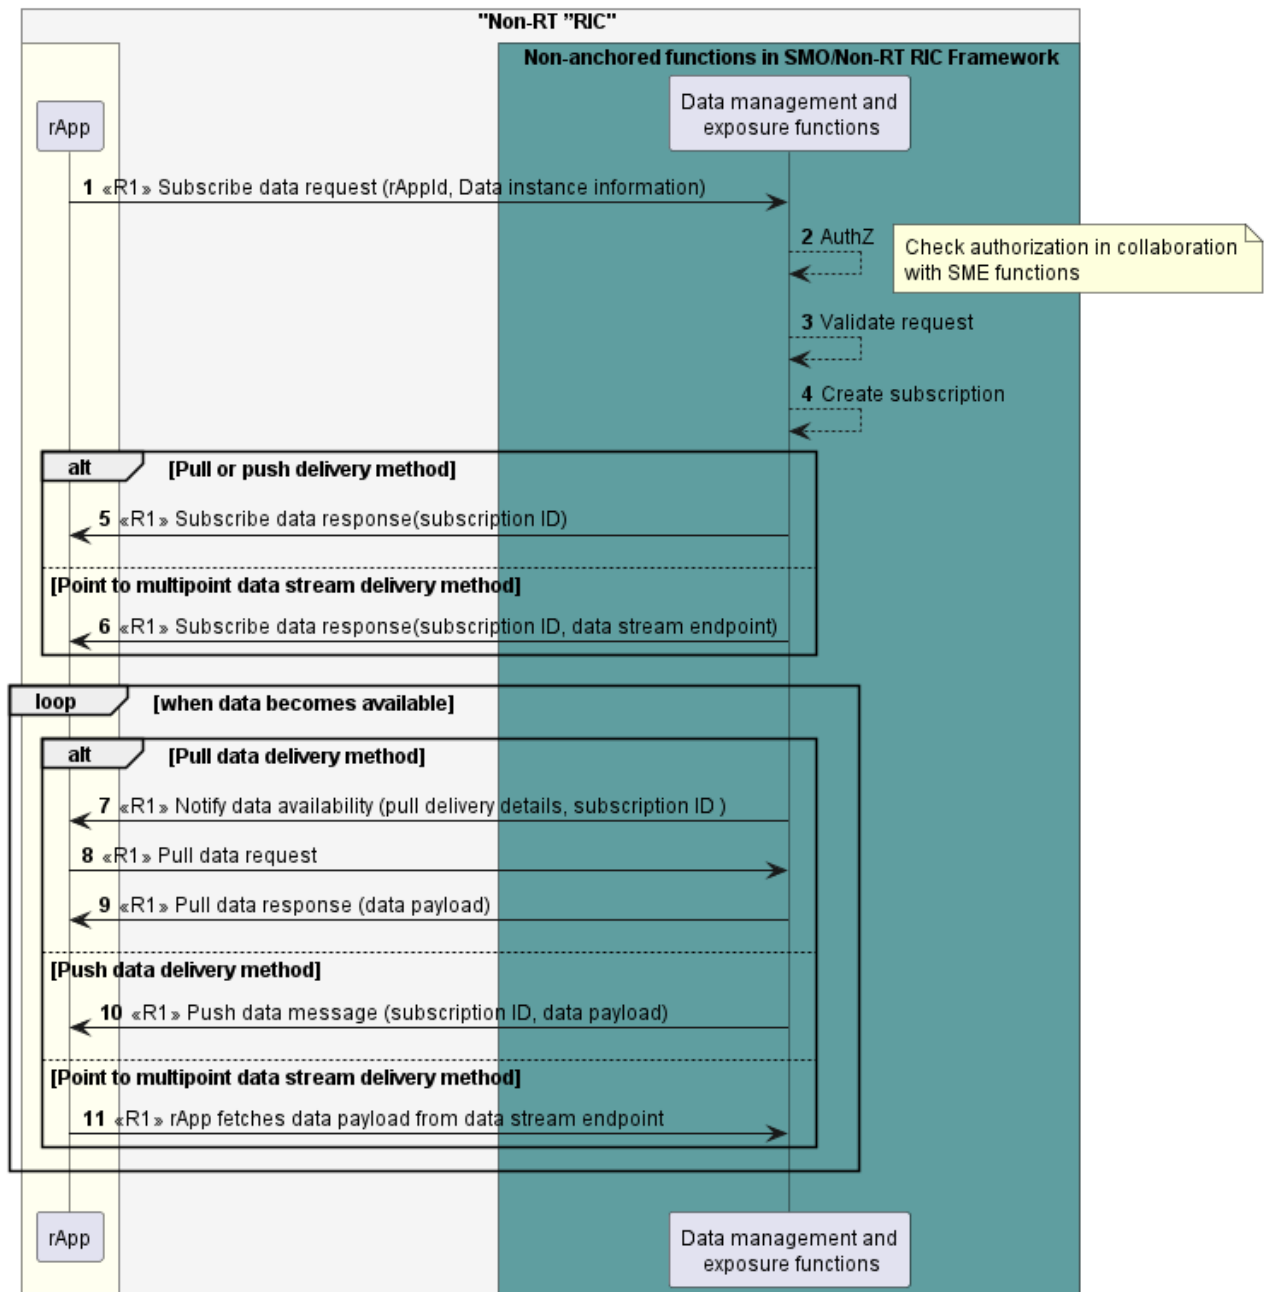 "Non-RT ”RIC"
Non-anchored functions in SMO/Non-RT RIC Framework
rApp
Data management and
exposure functions
1 «R1» Subscribe data request (rAppId, Data instance information)
2 AuthZ
Check authorization in collaboration
with SME functions
3 Validate request
4 Create subscription
alt [Pull or push delivery method]
5 «R1» Subscribe data response(subscription ID)
[Point to multipoint data stream delivery method]
6 «R1» Subscribe data response(subscription ID, data stream endpoint)
loop [when data becomes available]
alt [Pull data delivery method]
7 «R1» Notify data availability (pull delivery details, subscription ID )
8 «R1» Pull data request
9 «R1» Pull data response (data payload)
[Push data delivery method]
10 «R1» Push data message (subscription ID, data payload)
[Point to multipoint data stream delivery method]
11 «R1» rApp fetches data payload from data stream endpoint
rApp
Data management and
exposure functions